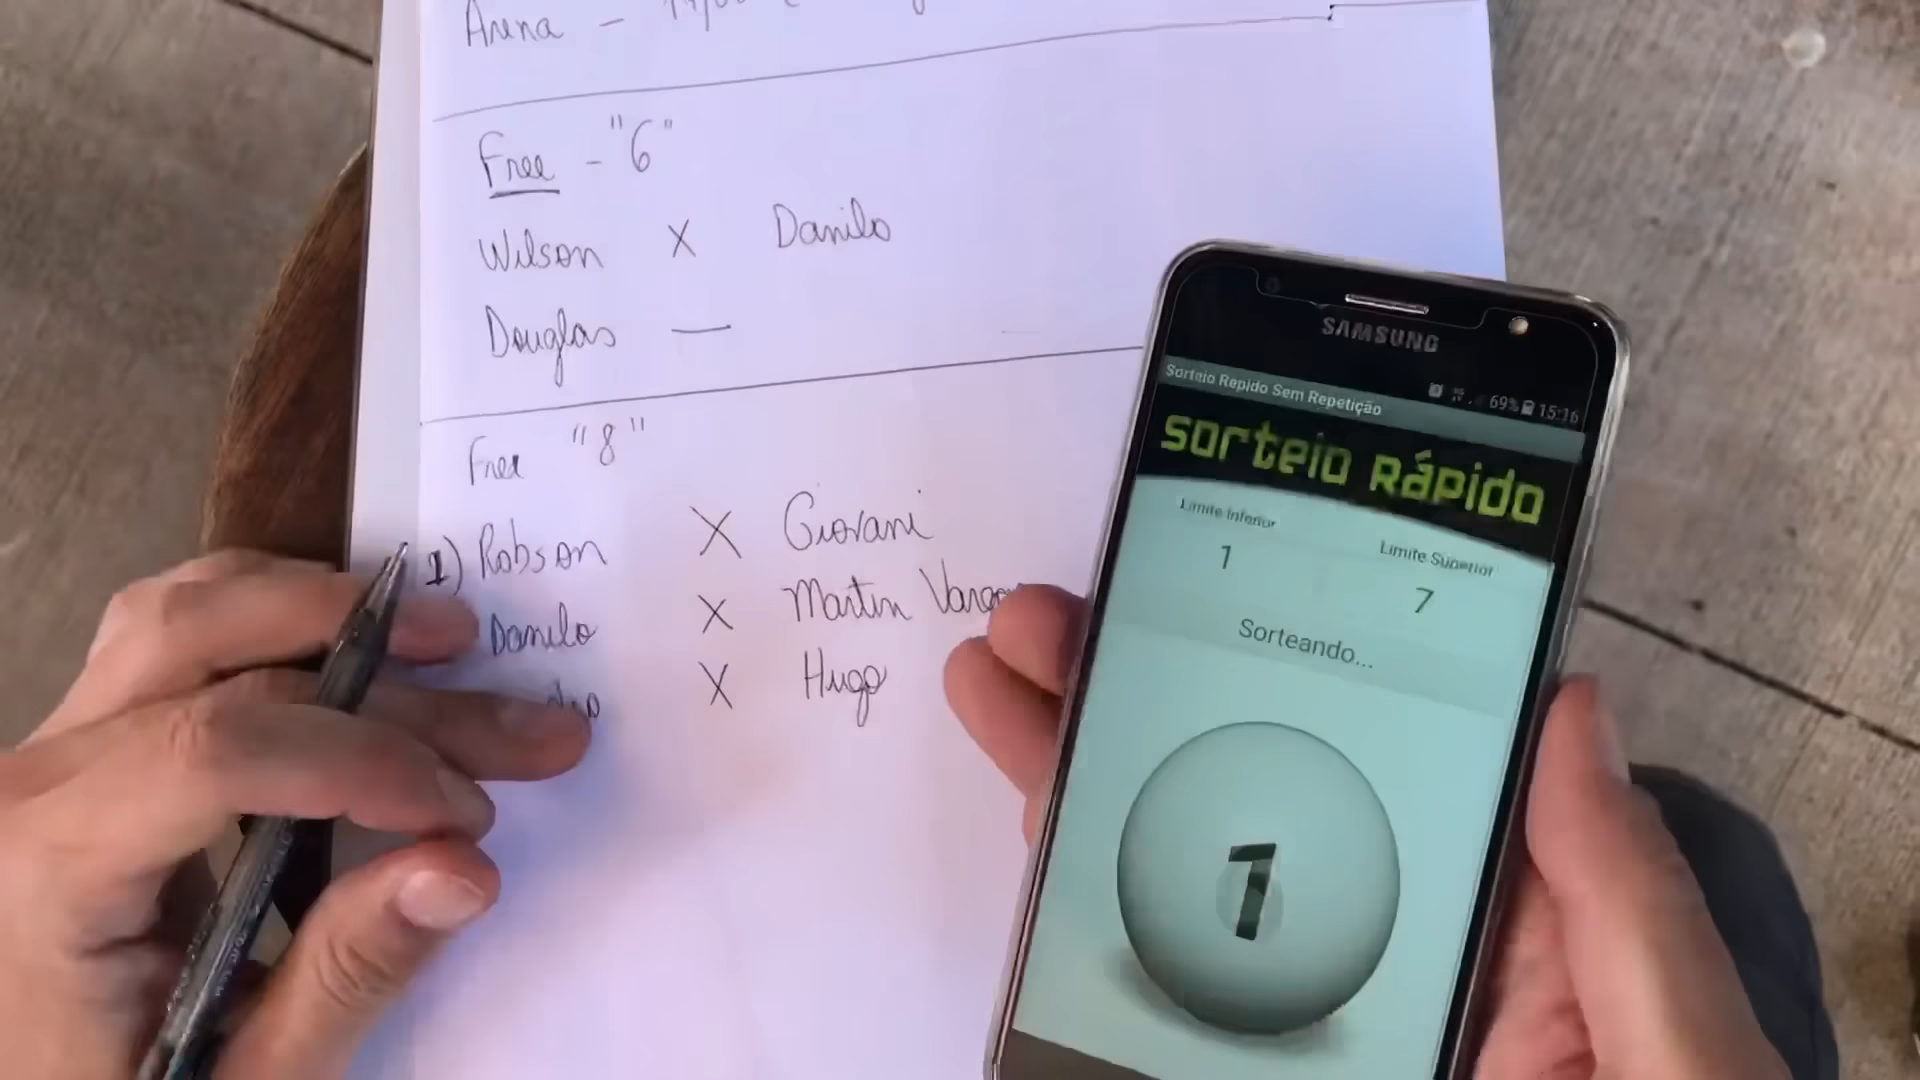 Arena -
Free - "6"
Wilson X Danilo
Douglas —
Free "8"
1) Robson X Giovani
Danilo X Martin
X Hugo
SAMSUNG
69% 15:16
Sorteio Rapido Sem Repetição
sorteio Rápido
Limite Inferior
1
Limite Superior
7
Sorteando...
1